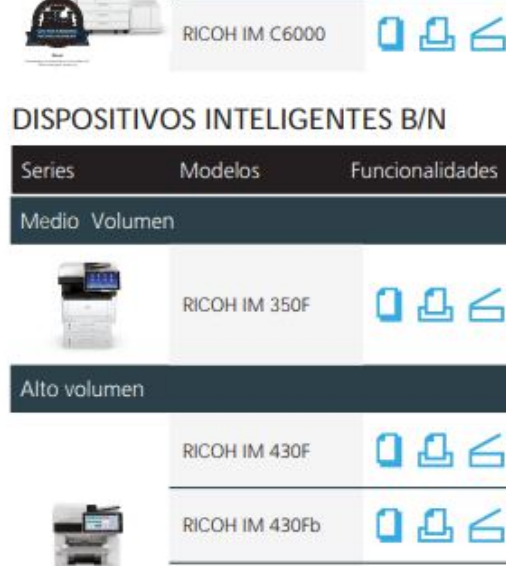 RICOH IM C6000
DISPOSITIVOS INTELIGENTES B/N
Series Modelos Funcionalidades
Medio Volumen
RICOH IM 350F
Alto volumen
RICOH IM 430F
RICOH IM 430Fb